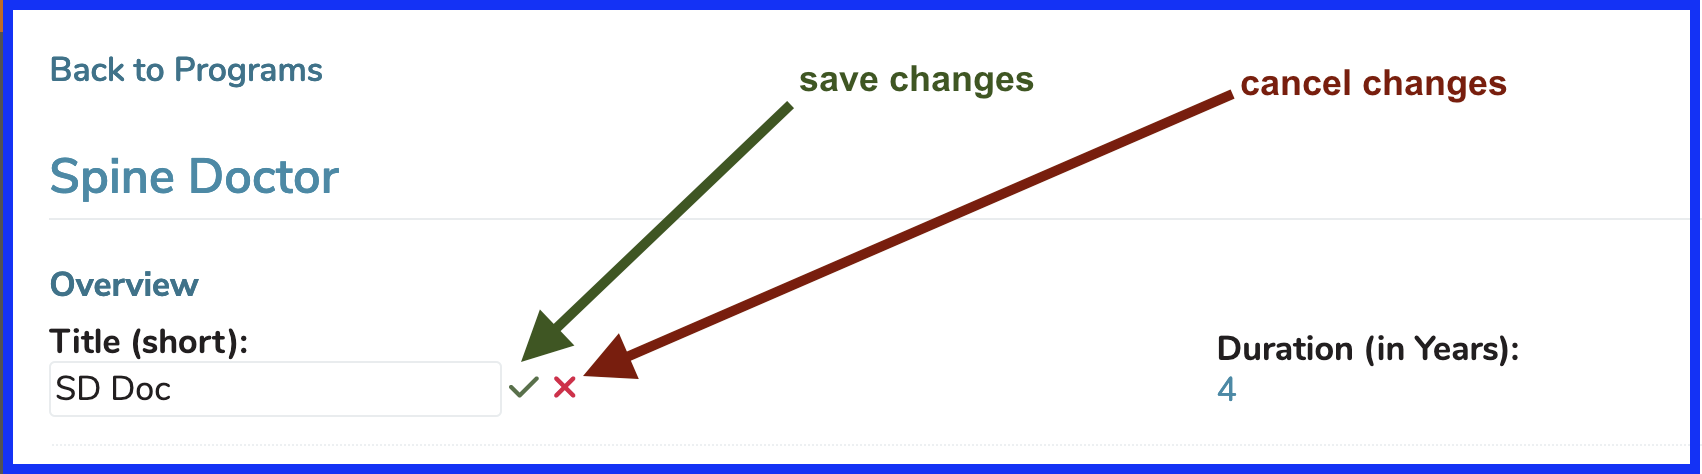 Back to Programs
save changes
cancel changes
Spine Doctor
Overview
Title (short):
SD Doc
Duration (in Years):
4